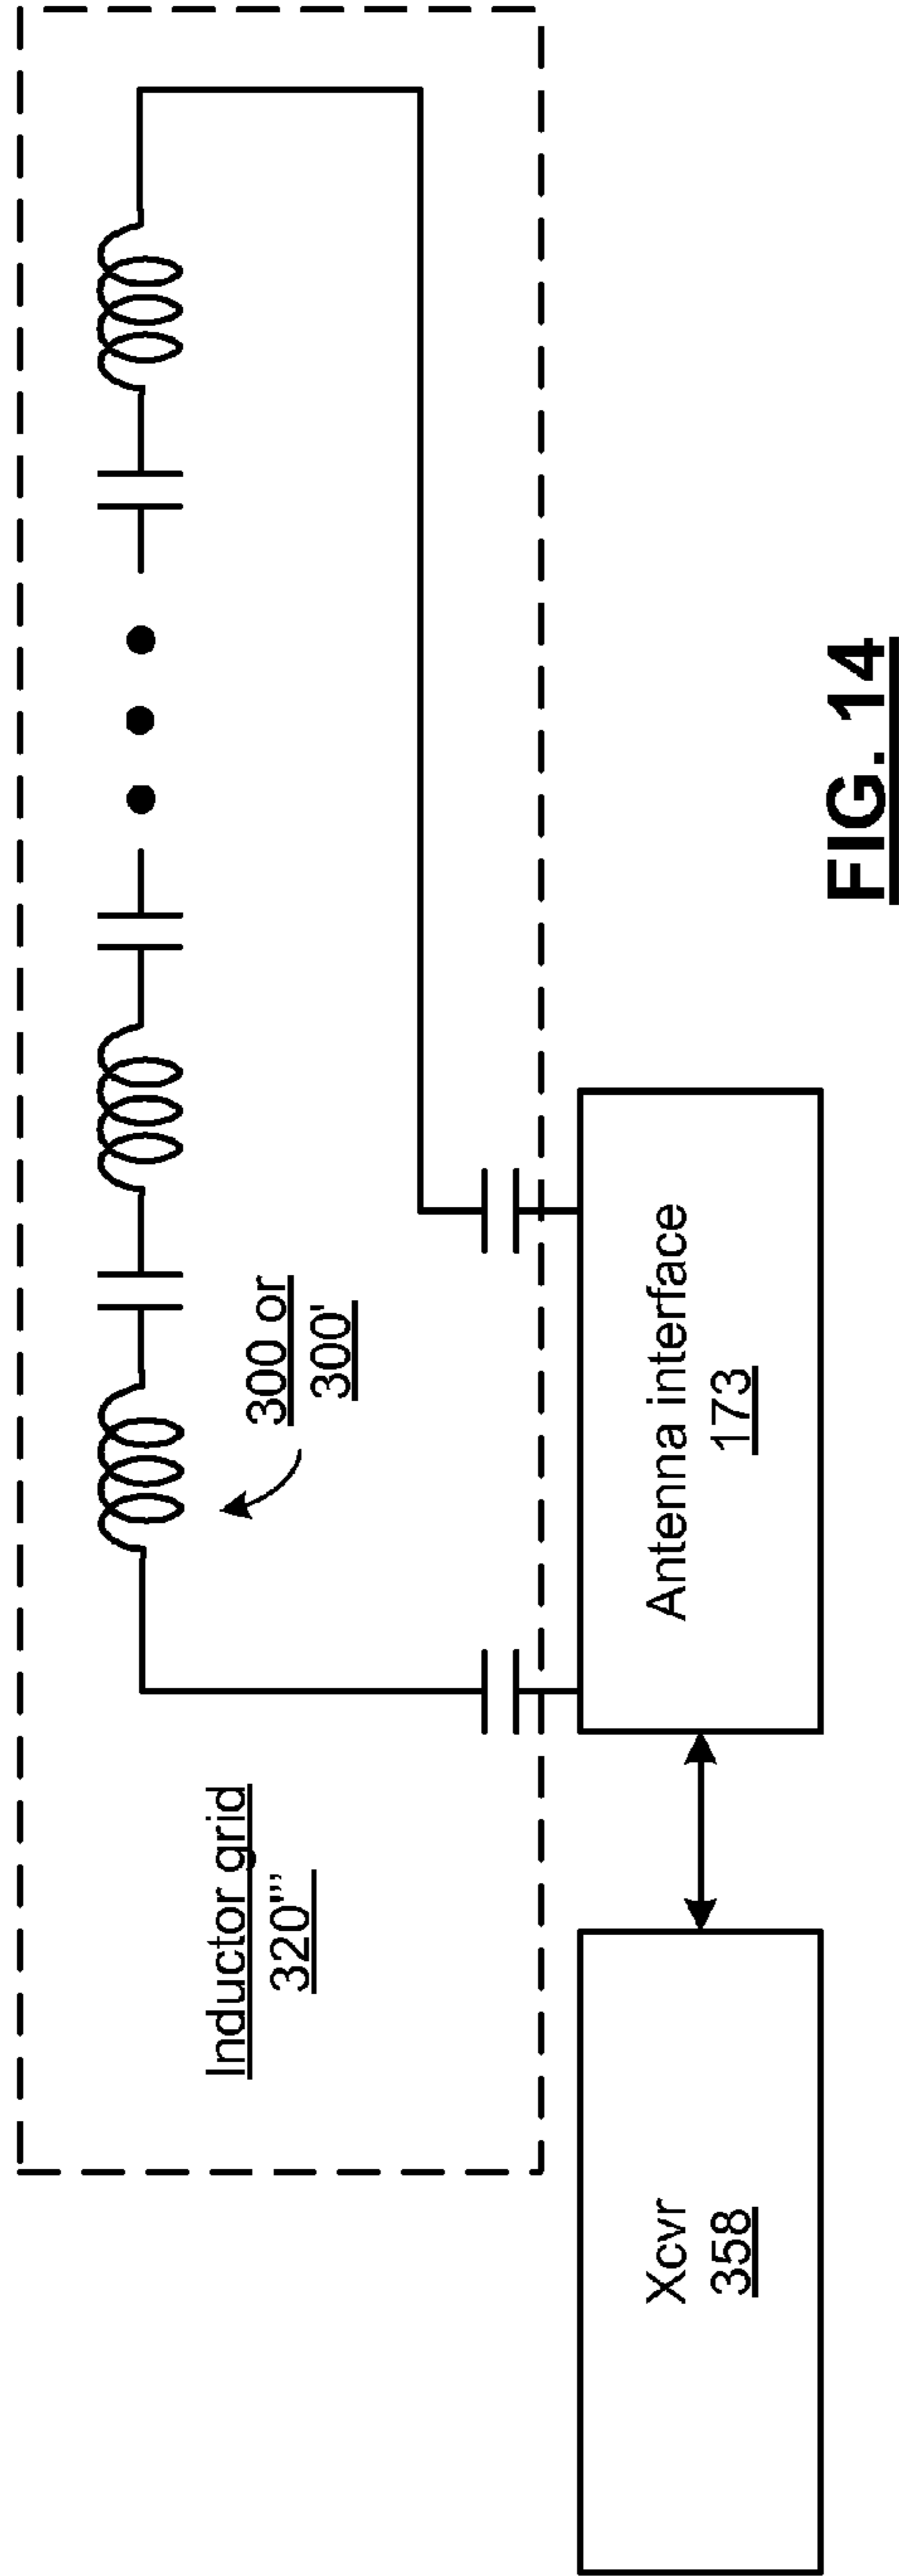 Inductor grid
320''''
300 or
300'
Xcvr
358
Antenna interface
173
FIG. 14